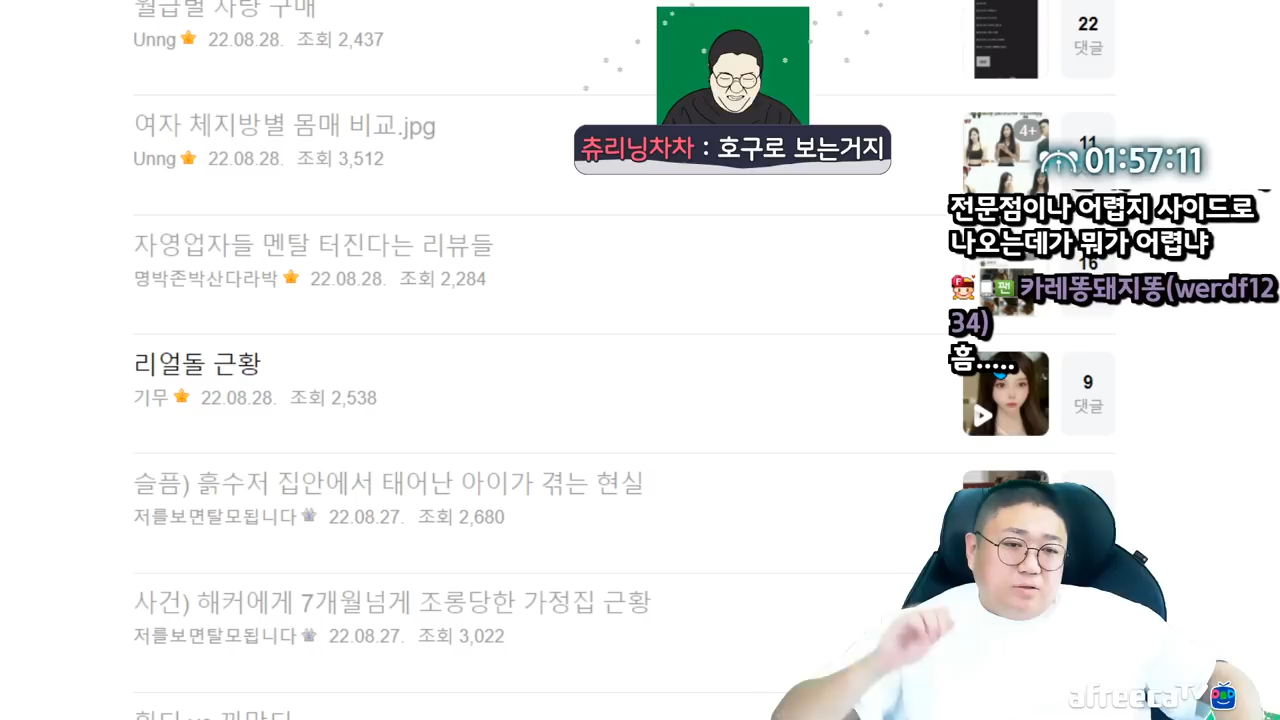 월급별 차량 구매
Unng 22.08.28. 조회 2,437
22
댓글
츄리닝차차 : 호구로 보는거지
여자 체지방별 몸매 비교.jpg
Unng 22.08.28. 조회 3,512
4+
11
01:57:11
전문점이나 어렵지 사이드로
나오는데가 뭐가 어렵냐
자영업자들 멘탈 터진다는 리뷰들
명박존박산다라박 22.08.28. 조회 2,284
16
카레똥돼지똥(werdf12
34)
흠.....
리얼돌 근황
기무 22.08.28. 조회 2,538
9
댓글
슬픔) 흙수저 집안에서 태어난 아이가 겪는 현실
저를보면탈모됩니다 22.08.27. 조회 2,680
사건) 해커에게 7개월넘게 조롱당한 가정집 근황
저를보면탈모됩니다 22.08.27. 조회 3,022
afreecaTV